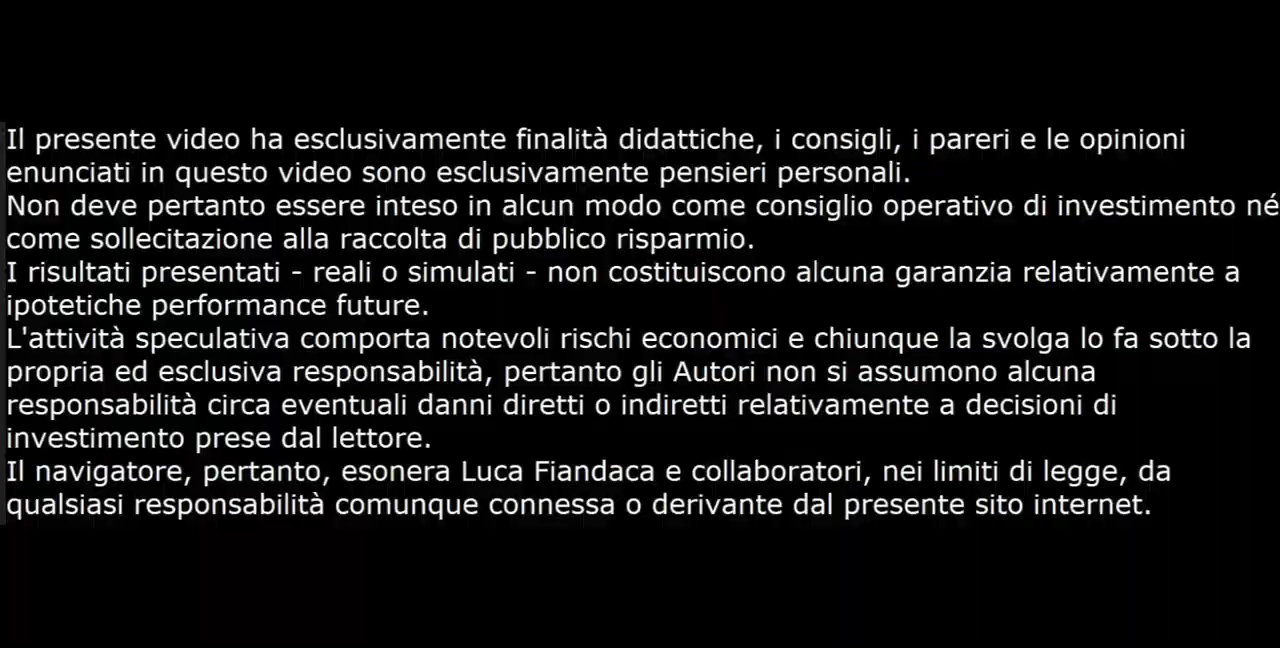 Il presente video ha esclusivamente finalità didattiche, i consigli, i pareri e le opinioni
enunciati in questo video sono esclusivamente pensieri personali.
Non deve pertanto essere inteso in alcun modo come consiglio operativo di investimento né
come sollecitazione alla raccolta di pubblico risparmio.
I risultati presentati - reali o simulati - non costituiscono alcuna garanzia relativamente a
ipotetiche performance future.
L'attività speculativa comporta notevoli rischi economici e chiunque la svolga lo fa sotto la
propria ed esclusiva responsabilità, pertanto gli Autori non si assumono alcuna
responsabilità circa eventuali danni diretti o indiretti relativamente a decisioni di
investimento prese dal lettore.
Il navigatore, pertanto, esonera Luca Fiandaca e collaboratori, nei limiti di legge, da
qualsiasi responsabilità comunque connessa o derivante dal presente sito internet.